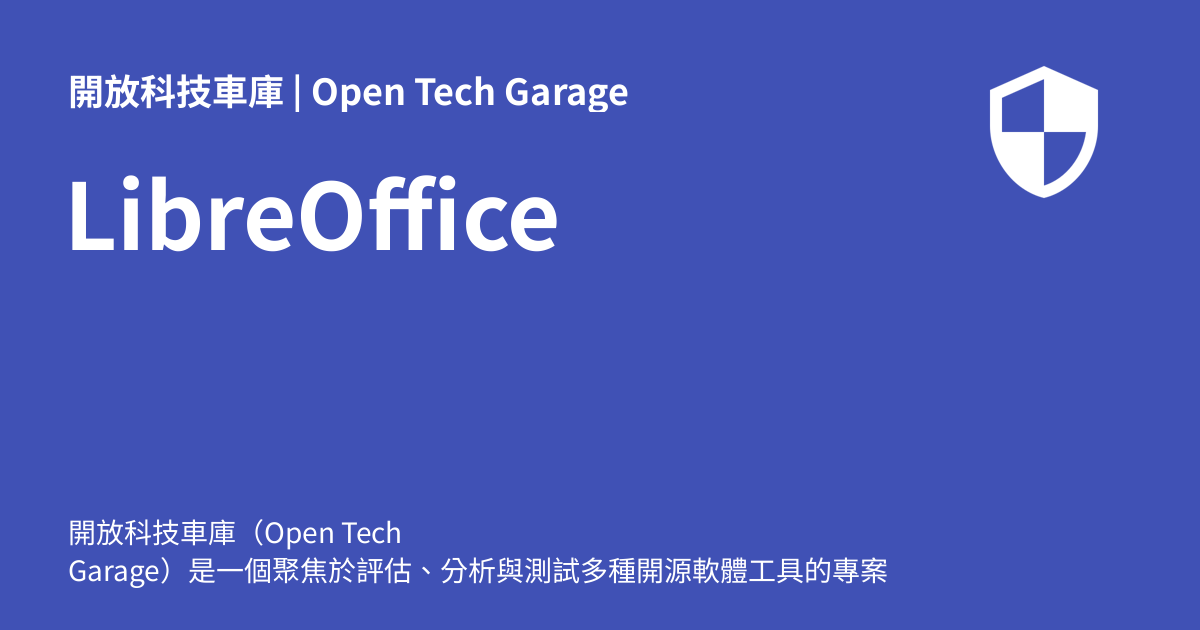 開放科技車庫 | Open Tech Garage
LibreOffice
開放科技車庫（Open Tech
Garage）是一個聚焦於評估、分析與測試多種開源軟體工具的專案